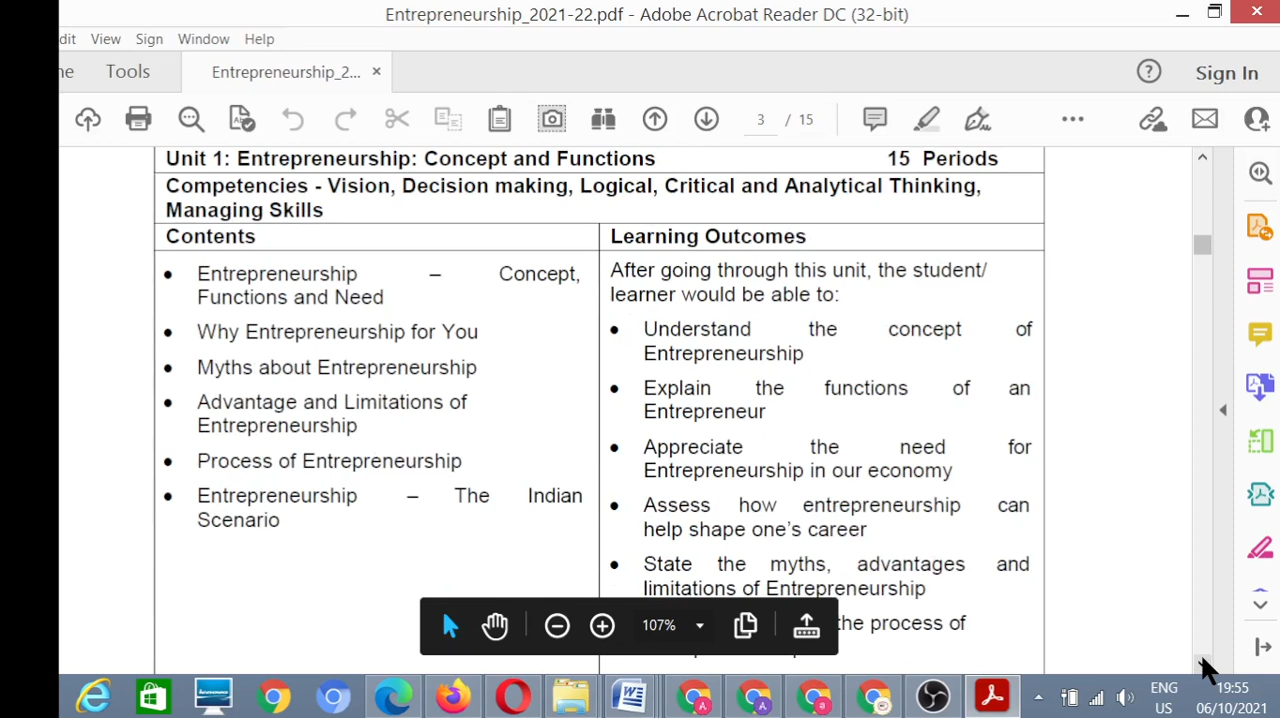 Entrepreneurship_2021-22.pdf - Adobe Acrobat Reader DC (32-bit)
dit View Sign Window Help
me Tools Entrepreneurship_2... × Sign In
3 / 15
Unit 1: Entrepreneurship: Concept and Functions 15 Periods
Competencies - Vision, Decision making, Logical, Critical and Analytical Thinking,
Managing Skills
Contents
• Entrepreneurship – Concept,
Functions and Need
• Why Entrepreneurship for You
• Myths about Entrepreneurship
• Advantage and Limitations of
Entrepreneurship
• Process of Entrepreneurship
• Entrepreneurship – The Indian
Scenario
Learning Outcomes
After going through this unit, the student/
learner would be able to:
• Understand the concept of
Entrepreneurship
• Explain the functions of an
Entrepreneur
• Appreciate the need for
Entrepreneurship in our economy
• Assess how entrepreneurship can
help shape one's career
• State the myths, advantages and
limitations of Entrepreneurship
the process of
107%
ENG 19:55
US 06/10/2021